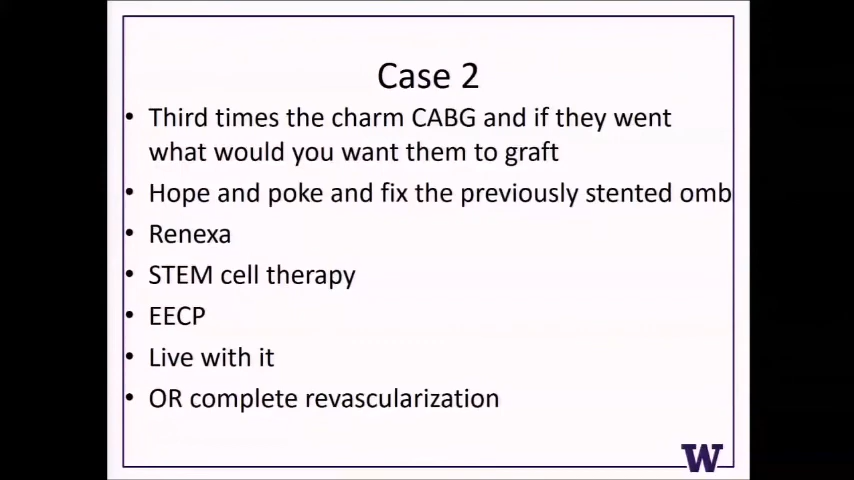 Case 2
• Third times the charm CABG and if they went
what would you want them to graft
• Hope and poke and fix the previously stented omb
• Renexa
• STEM cell therapy
• EECP
• Live with it
• OR complete revascularization
W